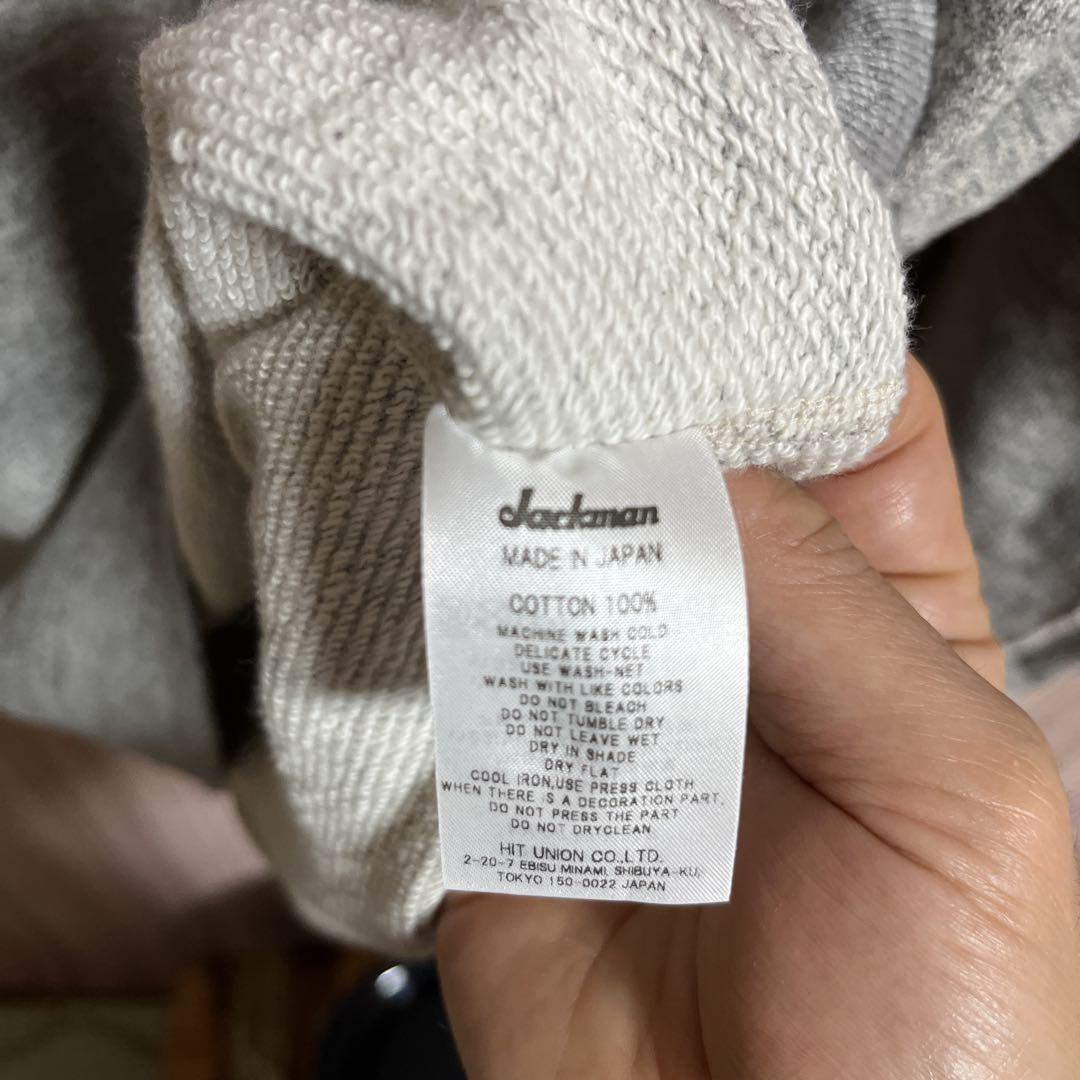 Jackman
MADE IN JAPAN
COTTON 100%
MACHINE WASH COLD
DELICATE CYCLE
USE WASH-NET
WASH WITH LIKE COLORS
DO NOT BLEACH
DO NOT TUMBLE DRY
DO NOT LEAVE WET
DRY IN SHADE
DRY FLAT
COOL IRON,USE PRESS CLOTH
WHEN THERE IS A DECORATION PART,
DO NOT PRESS THE PART
DO NOT DRYCLEAN
HIT UNION CO.,LTD.
2-20-7 EBISU MINAMI, SHIBUYA-KU,
TOKYO 150-0022 JAPAN